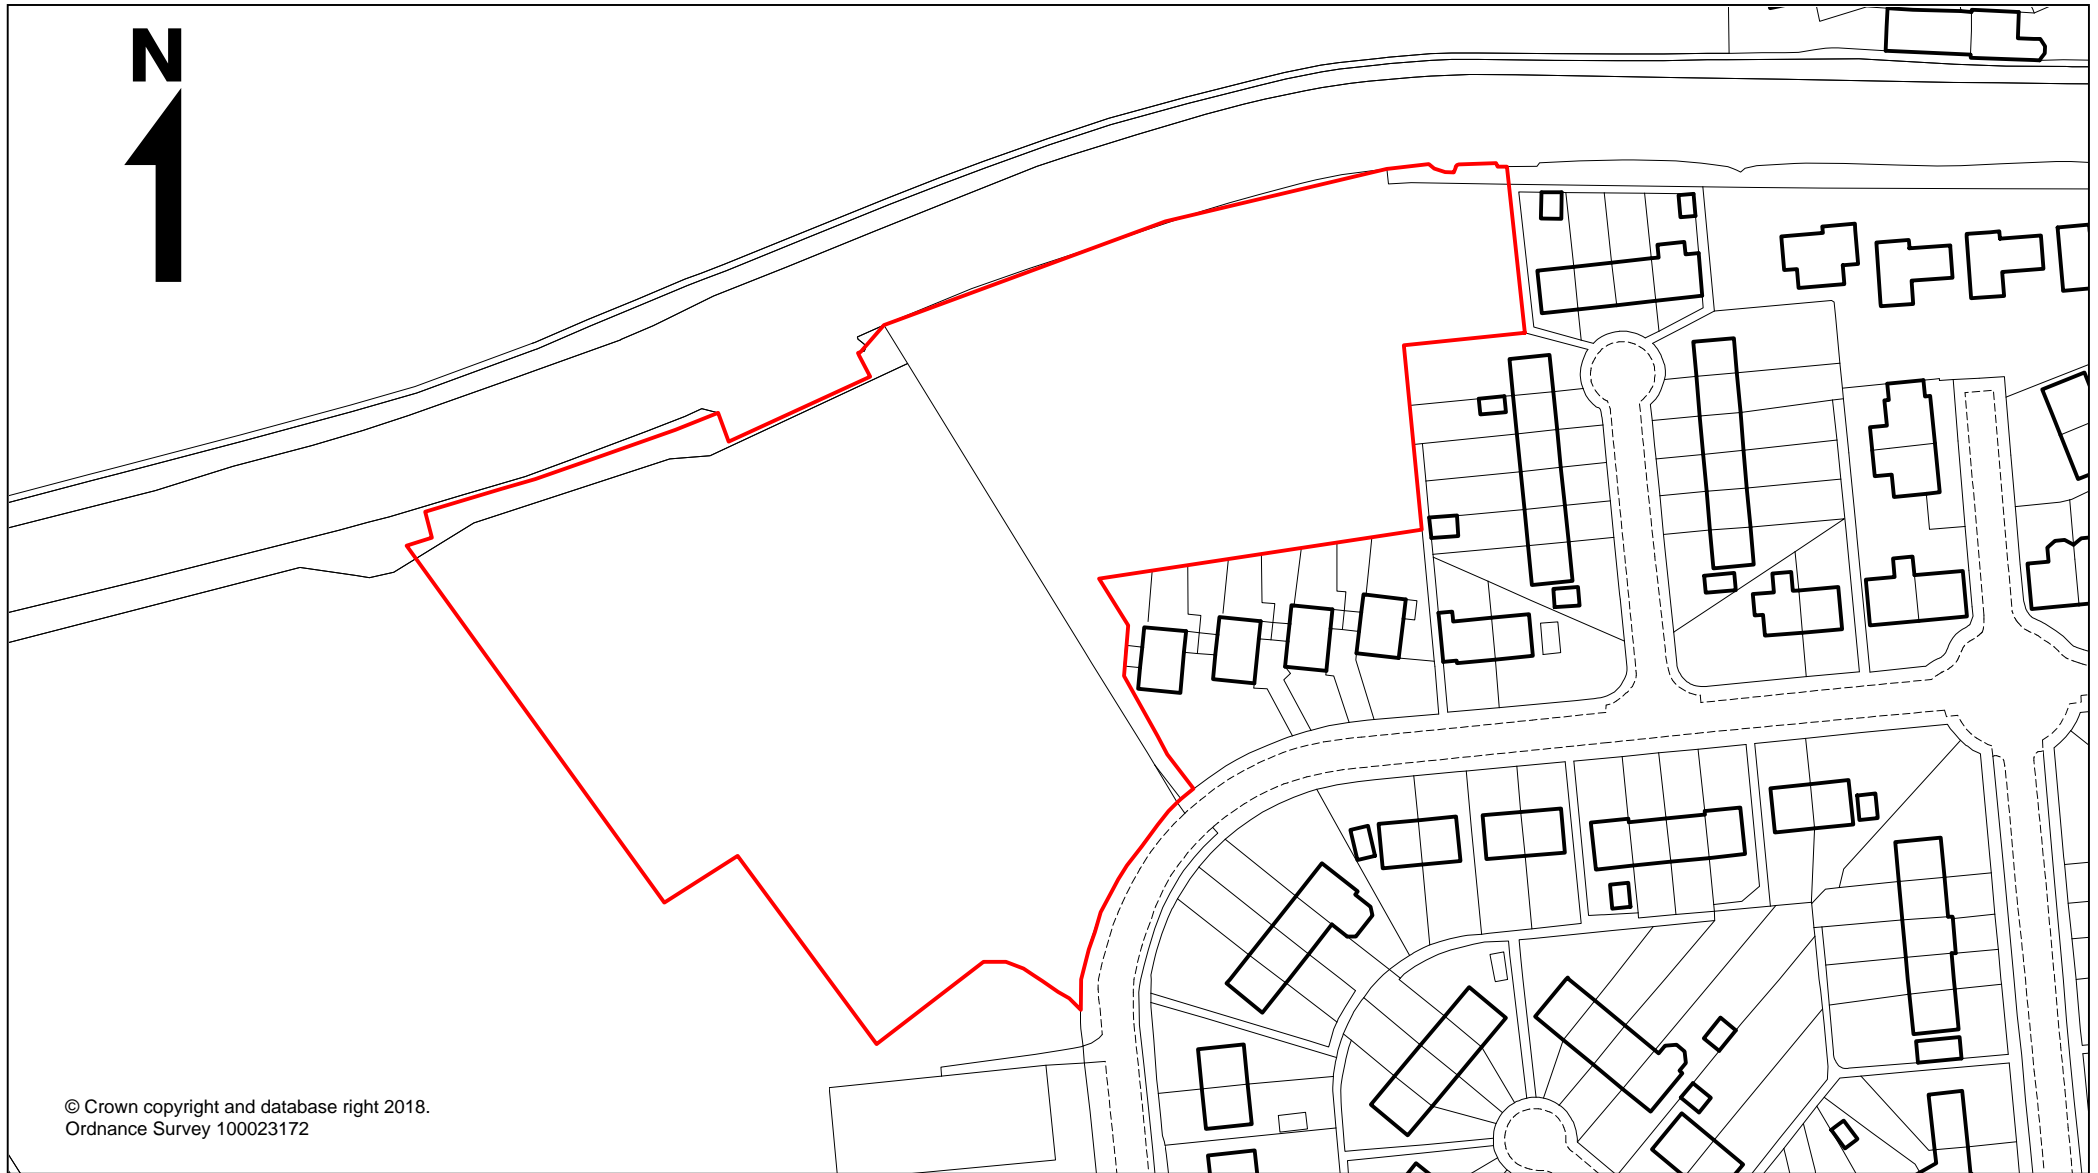 N
© Crown copyright and database right 2018.
Ordnance Survey 100023172